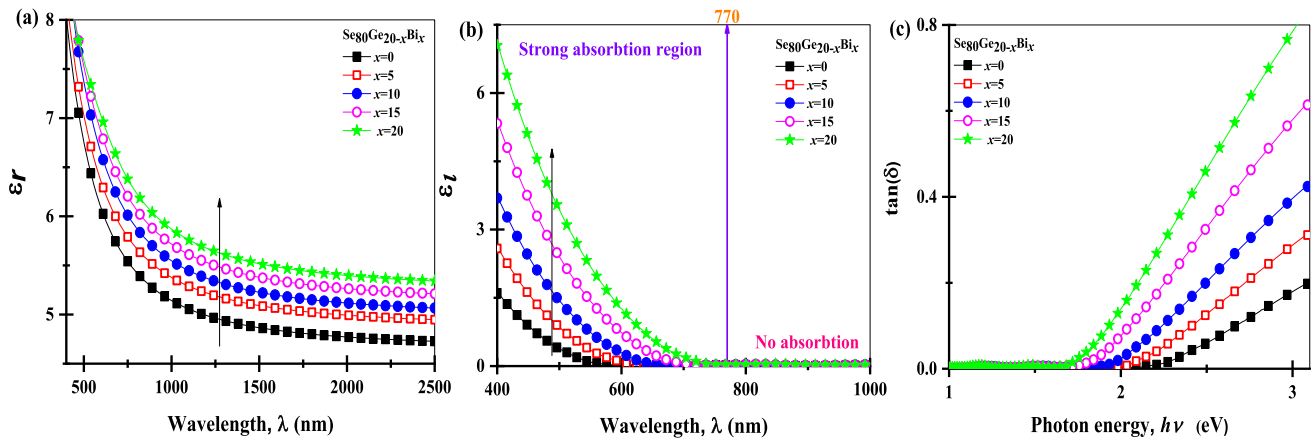 (a)
8
7
6
5
εr
500
1000
1500
2000
2500
Wavelength, λ (nm)
Se80Ge20-xBix
x=0
x=5
x=10
x=15
x=20
(b)
770
Strong absorbtion region
6
3
0
ει
400
600
800
1000
Wavelength, λ (nm)
Se80Ge20-xBix
x=0
x=5
x=10
x=15
x=20
No absorbtion
(c)
0.8
0.4
0.0
tan(δ)
1
2
3
Photon energy, hν (eV)
Se80Ge20-xBix
x=0
x=5
x=10
x=15
x=20